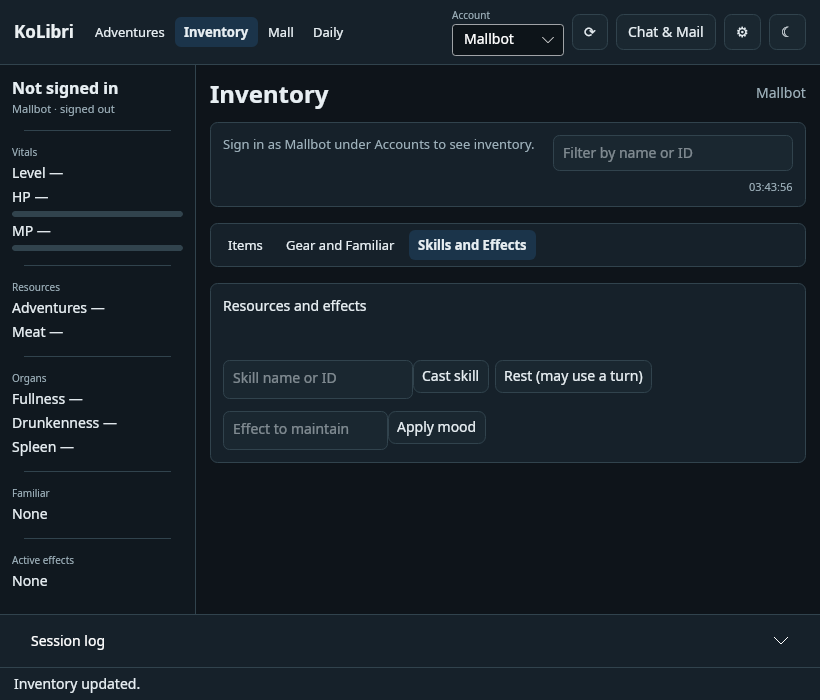 KoLibri
Adventures
Inventory
Mall
Daily
Account
Mallbot
Chat & Mail
Not signed in
Mallbot · signed out
Vitals
Level —
HP —
MP —
Resources
Adventures —
Meat —
Organs
Fullness —
Drunkenness —
Spleen —
Familiar
None
Active effects
None
Inventory
Mallbot
Sign in as Mallbot under Accounts to see inventory.
Filter by name or ID
03:43:56
Items
Gear and Familiar
Skills and Effects
Resources and effects
Skill name or ID
Cast skill
Rest (may use a turn)
Effect to maintain
Apply mood
Session log
Inventory updated.